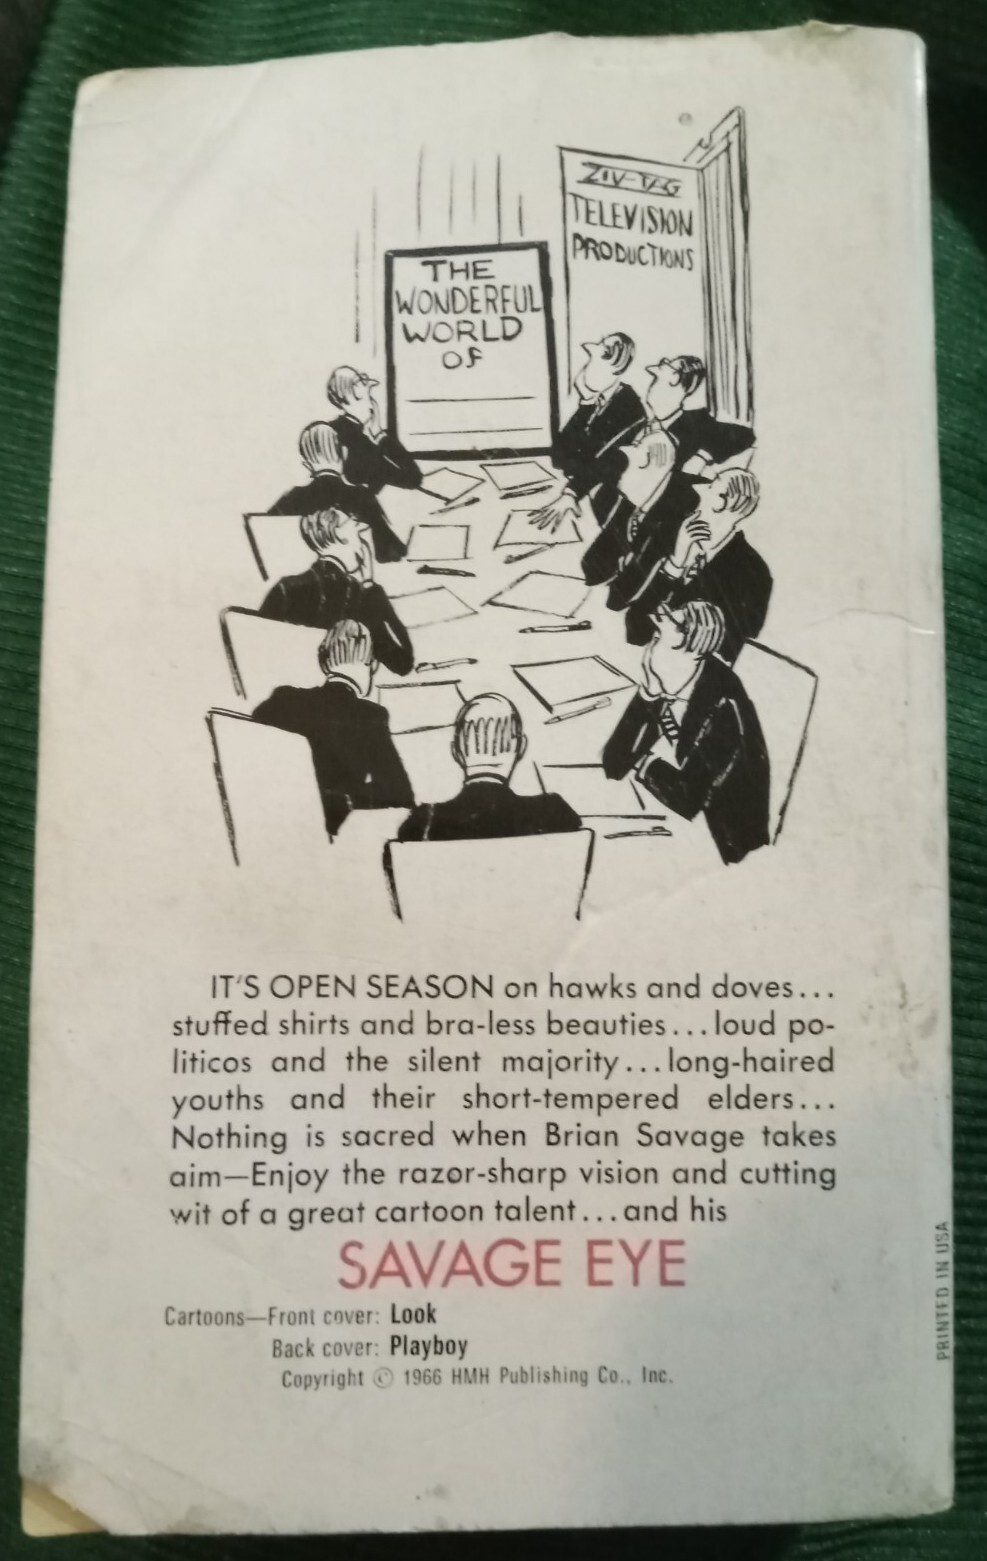 ZIV-TAG
TELEVISION
PRODUCTIONS
THE
WONDERFUL
WORLD
OF
IT'S OPEN SEASON on hawks and doves...
stuffed shirts and bra-less beauties...loud po-
liticos and the silent majority...long-haired
youths and their short-tempered elders...
Nothing is sacred when Brian Savage takes
aim—Enjoy the razor-sharp vision and cutting
wit of a great cartoon talent...and his
SAVAGE EYE
Cartoons—Front cover: Look
Back cover: Playboy
Copyright © 1966 HMH Publishing Co., Inc.
PRINTED IN USA